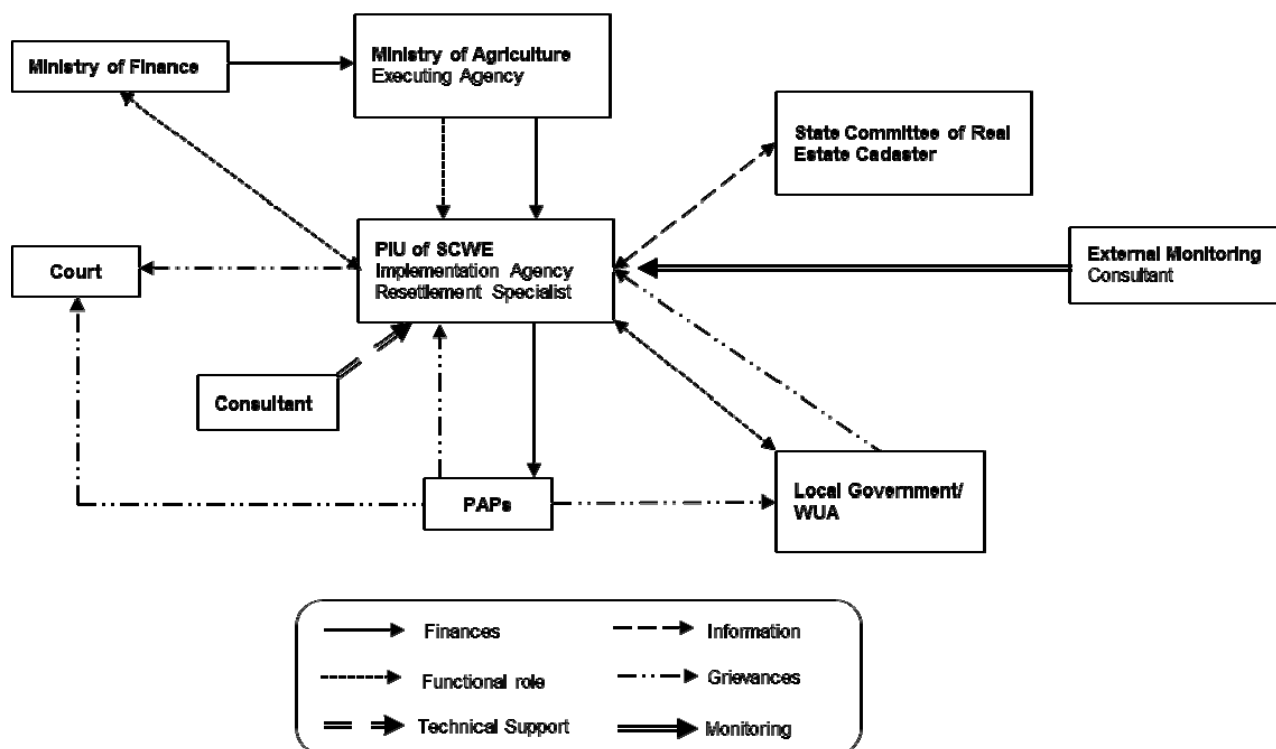 Ministry of Finance
Ministry of Agriculture
Executing Agency
State Committee of Real
Estate Cadaster
PIU of SCWE
Implementation Agency
Resettlement Specialist
Court
External Monitoring
Consultant
Consultant
PAPs
Local Government/
WUA
Finances
Information
Functional role
Grievances
Technical Support
Monitoring